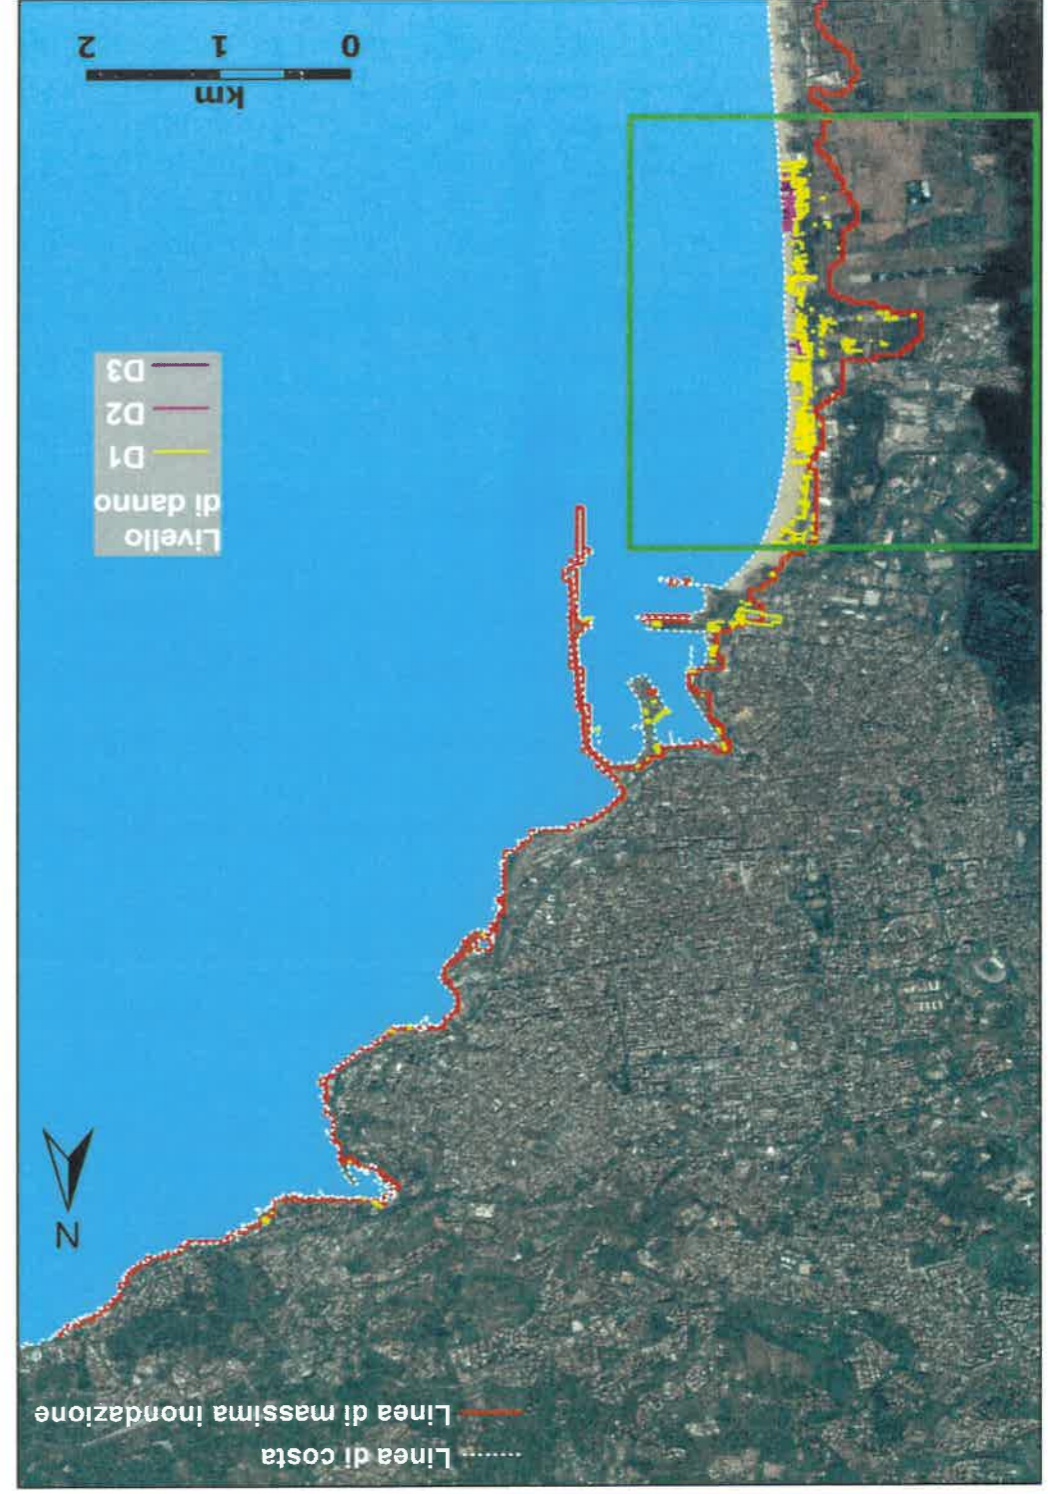 Linea di costa
Linea di massima inondazione
N
Livello
di danno
D1
D2
D3
km
0 1 2